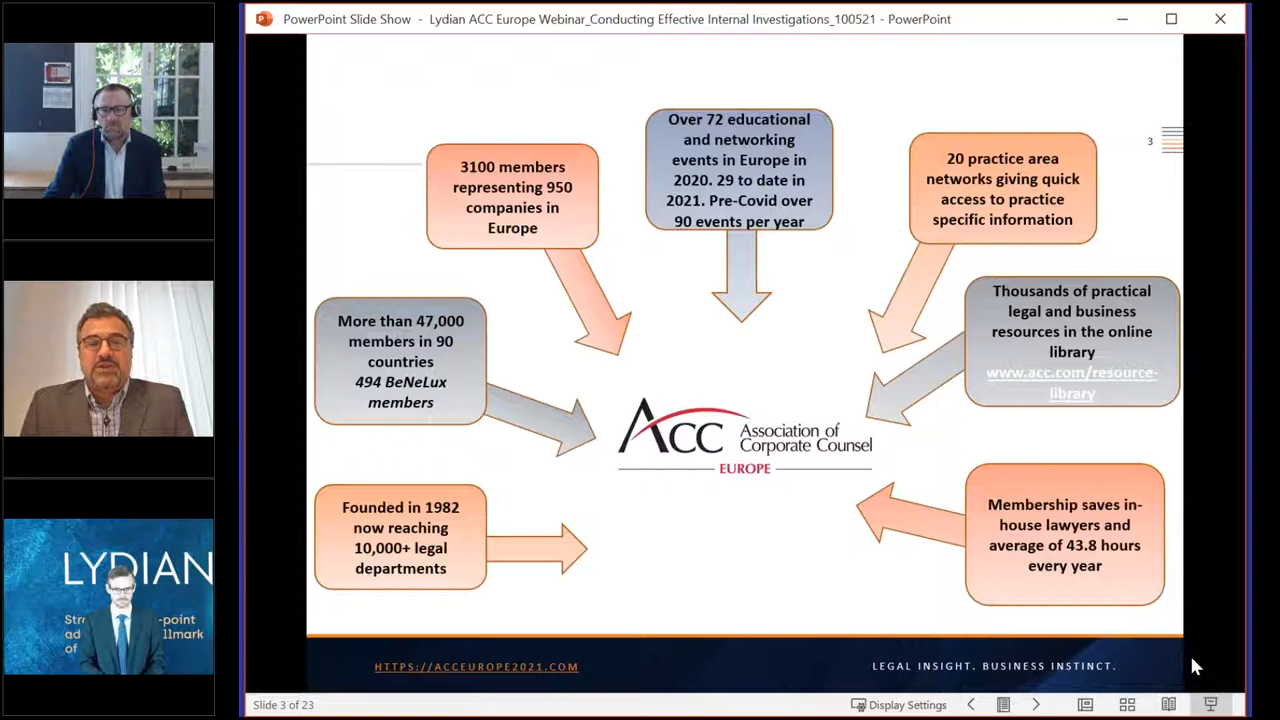 PowerPoint Slide Show - Lydian ACC Europe Webinar_Conducting Effective Internal Investigations_100521 - PowerPoint
3
Over 72 educational
and networking
events in Europe in
2020. 29 to date in
2021. Pre-Covid over
90 events per year
3100 members
representing 950
companies in
Europe
20 practice area
networks giving quick
access to practice
specific information
More than 47,000
members in 90
countries
494 BeNeLux
members
Thousands of practical
legal and business
resources in the online
library
www.acc.com/resource-
library
ACC Association of
Corporate Counsel
EUROPE
Founded in 1982
now reaching
10,000+ legal
departments
Membership saves in-
house lawyers and
average of 43.8 hours
every year
HTTPS://ACCEUROPE2021.COM
LEGAL INSIGHT. BUSINESS INSTINCT.
Slide 3 of 23
Display Settings
LYDIAN
-point
of